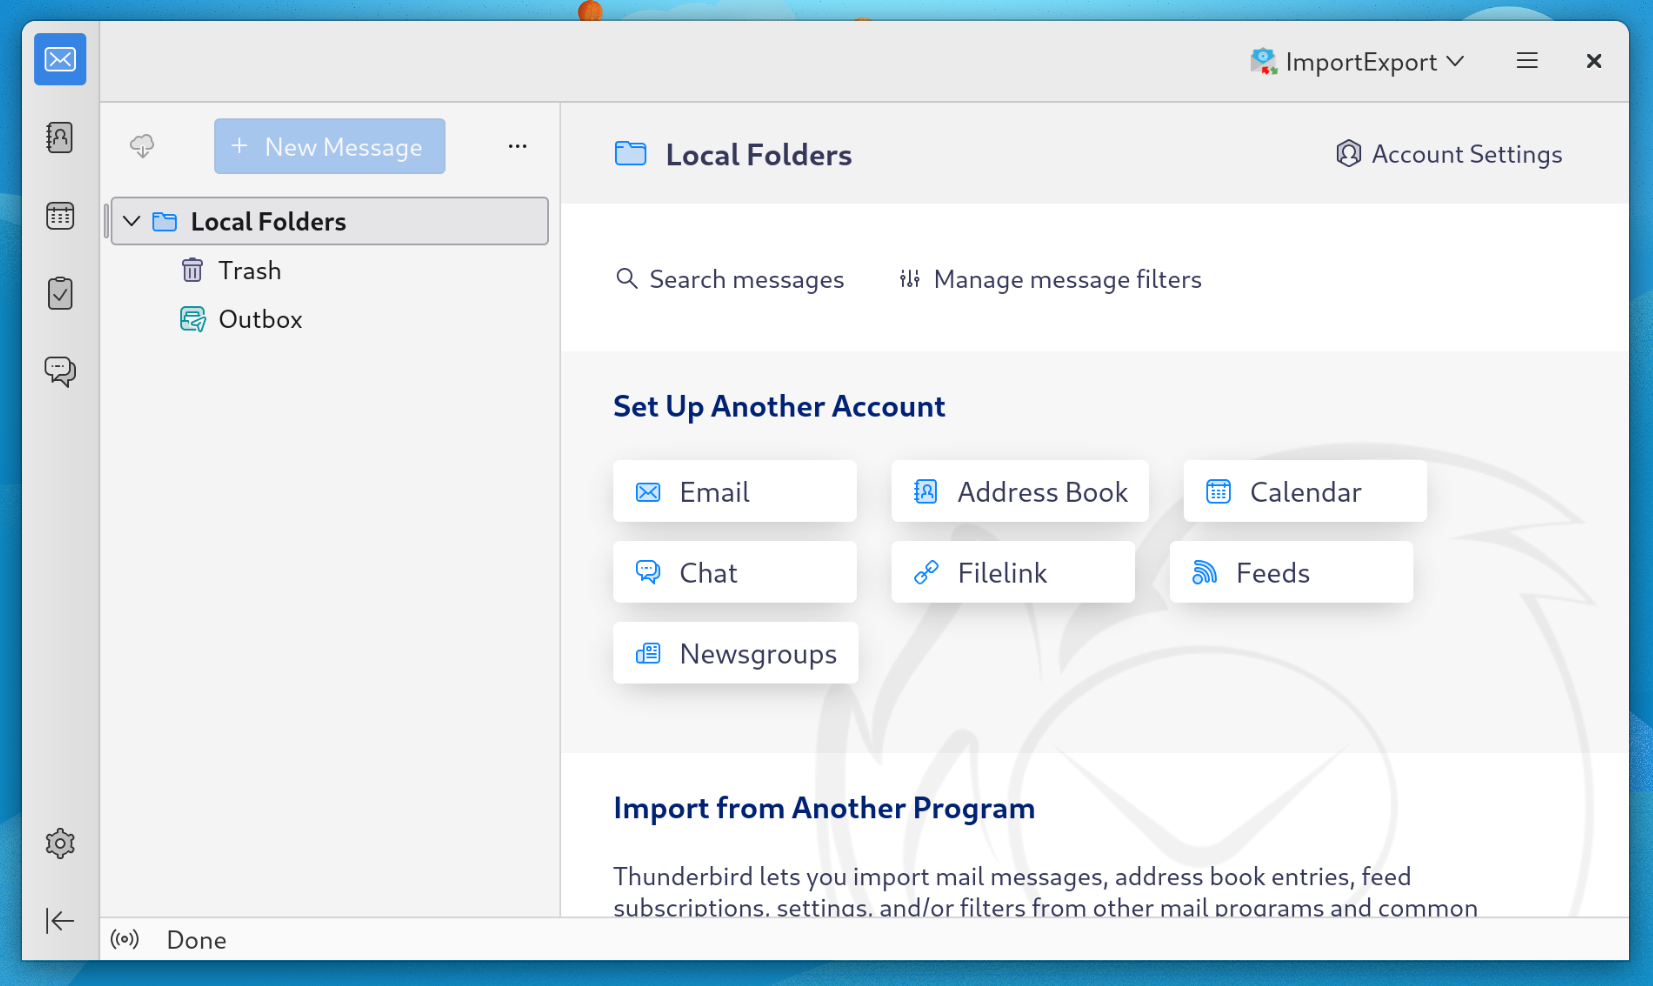 ImportExport
New Message
Local Folders
Trash
Outbox
Local Folders
Account Settings
Search messages
Manage message filters
Set Up Another Account
Email
Address Book
Calendar
Chat
Filelink
Feeds
Newsgroups
Import from Another Program
Thunderbird lets you import mail messages, address book entries, feed
subscriptions, settings, and/or filters from other mail programs and common
Done